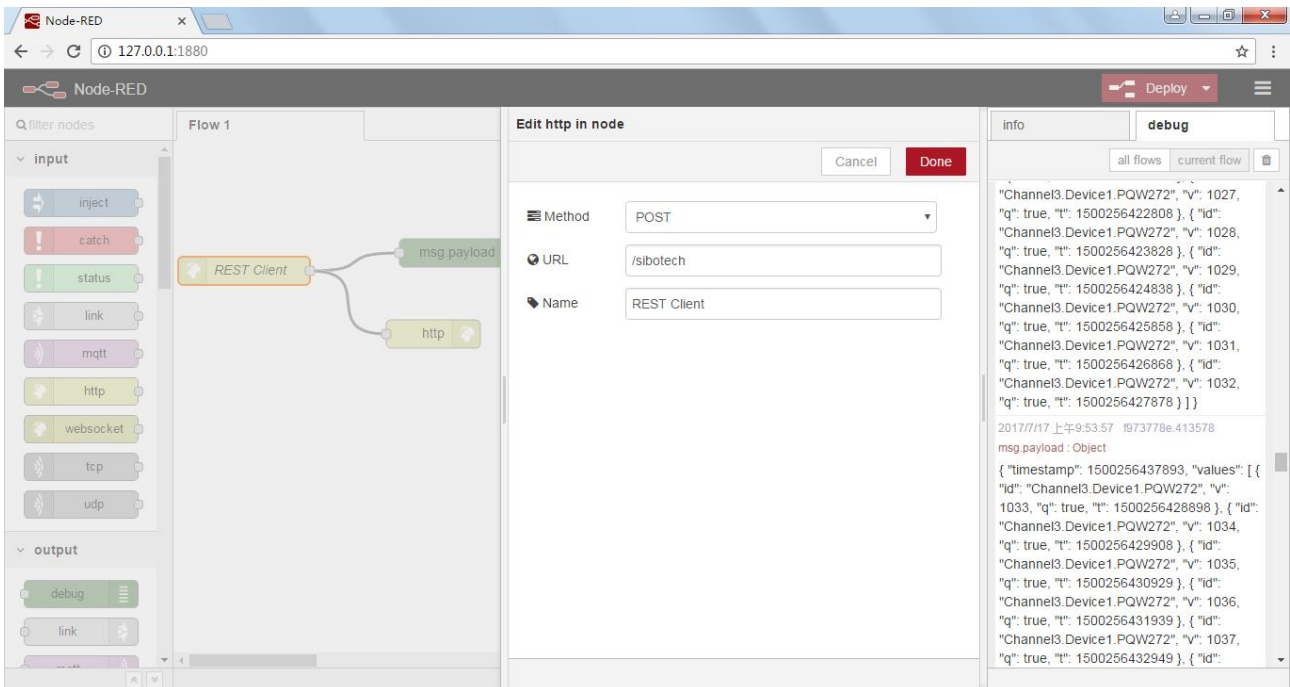 Node-RED
127.0.0.1:1880
Node-RED
Deploy
filter nodes
input
inject
catch
status
link
mqtt
http
websocket
tcp
udp
output
debug
link
Flow 1
REST Client
msg.payload
http
Edit http in node
Cancel
Done
Method
POST
URL
/sibotech
Name
REST Client
info
debug
all flows
current flow
"Channel3.Device1.PQW272", "v": 1027,
"q": true, "t": 1500256422808 }, { "id":
"Channel3.Device1.PQW272", "v": 1028,
"q": true, "t": 1500256423828 }, { "id":
"Channel3.Device1.PQW272", "v": 1029,
"q": true, "t": 1500256424838 }, { "id":
"Channel3.Device1.PQW272", "v": 1030,
"q": true, "t": 1500256425858 }, { "id":
"Channel3.Device1.PQW272", "v": 1031,
"q": true, "t": 1500256426868 }, { "id":
"Channel3.Device1.PQW272", "v": 1032,
"q": true, "t": 1500256427878 } ] }
2017/7/17 上午9:53:57 f973778e.413578
msg.payload : Object
{ "timestamp": 1500256437893, "values": [ {
"id": "Channel3.Device1.PQW272", "v":
1033, "q": true, "t": 1500256428898 }, { "id":
"Channel3.Device1.PQW272", "v": 1034,
"q": true, "t": 1500256429908 }, { "id":
"Channel3.Device1.PQW272", "v": 1035,
"q": true, "t": 1500256430929 }, { "id":
"Channel3.Device1.PQW272", "v": 1036,
"q": true, "t": 1500256431939 }, { "id":
"Channel3.Device1.PQW272", "v": 1037,
"q": true, "t": 1500256432949 }, { "id":